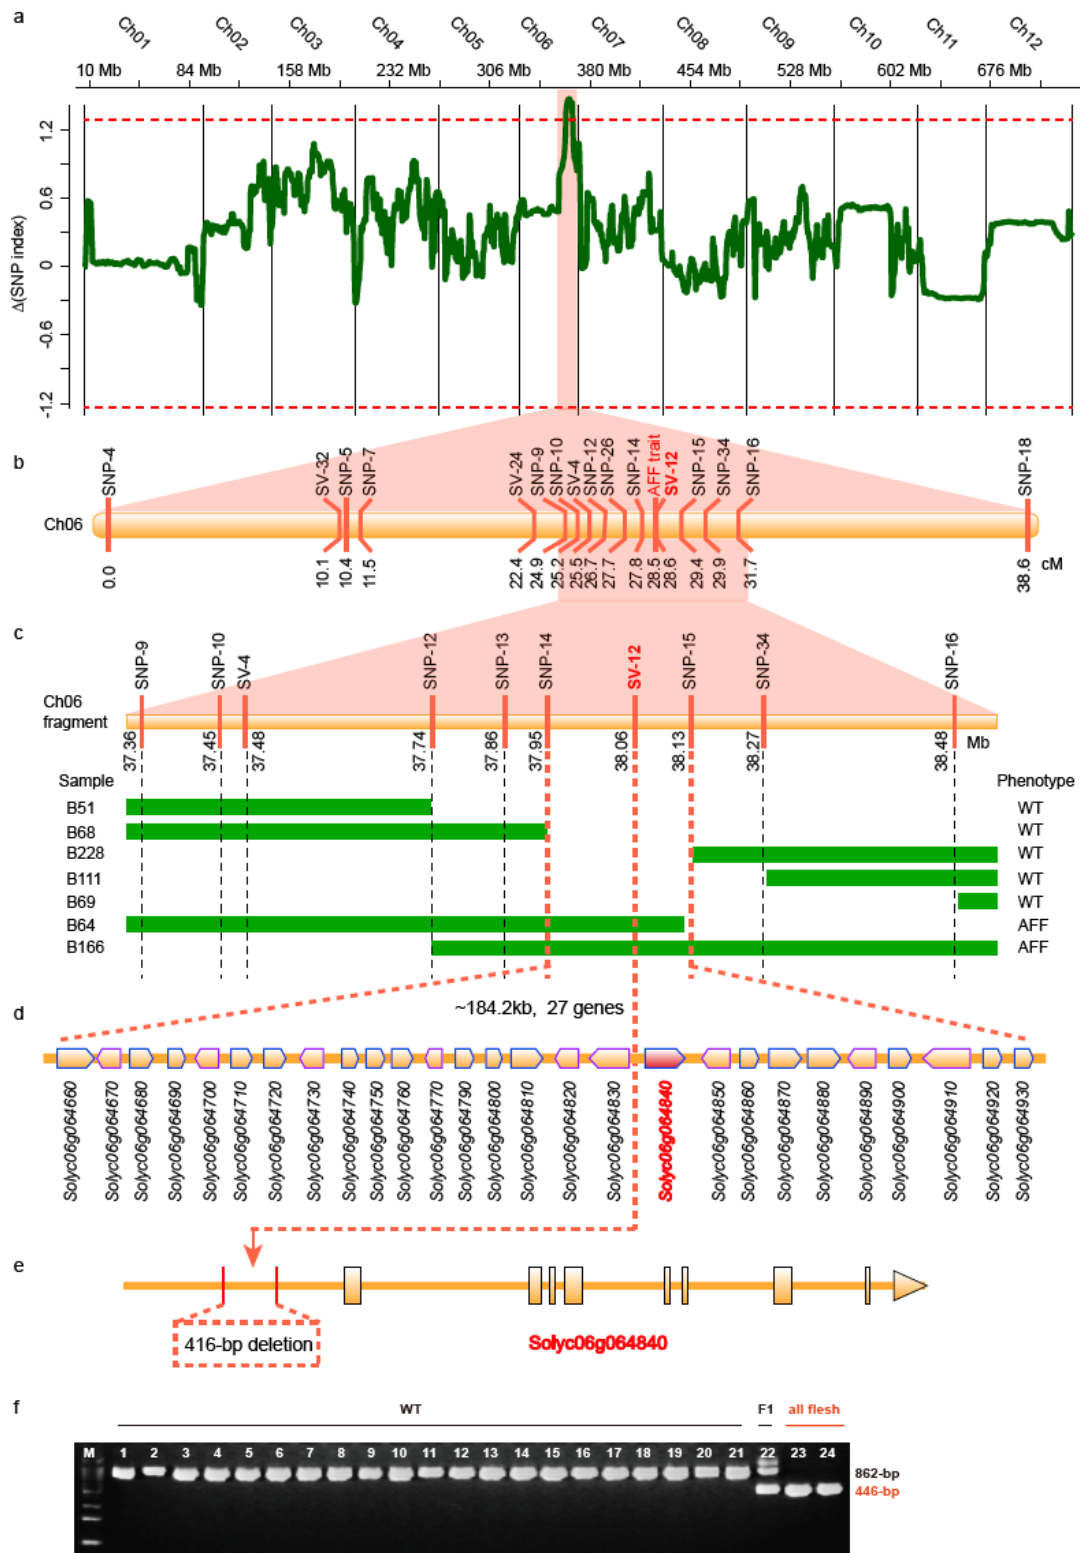 a
Ch01 Ch02 Ch03 Ch04 Ch05 Ch06 Ch07 Ch08 Ch09 Ch10 Ch11 Ch12
10 Mb 84 Mb 158 Mb 232 Mb 306 Mb 380 Mb 454 Mb 528 Mb 602 Mb 676 Mb
Δ(SNP index)
1.2
0.6
0
-0.6
-1.2
b
SNP-4 SV-32 SNP-5 SNP-7 SV-24 SNP-9 SNP-10 SV-4 SNP-12 SNP-26 SNP-14 AFF trait SV-12 SNP-15 SNP-34 SNP-16 SNP-18
Ch06
0.0 10.1 10.4 11.5 22.4 24.9 25.2 25.5 26.7 27.7 27.8 28.5 28.6 29.4 29.9 31.7 38.6 cM
c
SNP-9 SNP-10 SV-4 SNP-12 SNP-13 SNP-14 SV-12 SNP-15 SNP-34 SNP-16
Ch06
fragment
37.36 37.45 37.48 37.74 37.86 37.95 38.06 38.13 38.27 38.48 Mb
Sample Phenotype
B51 WT
B68 WT
B228 WT
B111 WT
B69 WT
B64 AFF
B166 AFF
d
~184.2kb, 27 genes
Solyc06g064660 Solyc06g064670 Solyc06g064680 Solyc06g064690 Solyc06g064700 Solyc06g064710 Solyc06g064720 Solyc06g064730 Solyc06g064740 Solyc06g064750 Solyc06g064760 Solyc06g064770 Solyc06g064790 Solyc06g064800 Solyc06g064810 Solyc06g064820 Solyc06g064830 Solyc06g064840 Solyc06g064850 Solyc06g064860 Solyc06g064870 Solyc06g064880 Solyc06g064890 Solyc06g064900 Solyc06g064910 Solyc06g064920 Solyc06g064930
e
416-bp deletion
Solyc06g064840
f
WT F1 all flesh
M 1 2 3 4 5 6 7 8 9 10 11 12 13 14 15 16 17 18 19 20 21 22 23 24
862-bp
446-bp